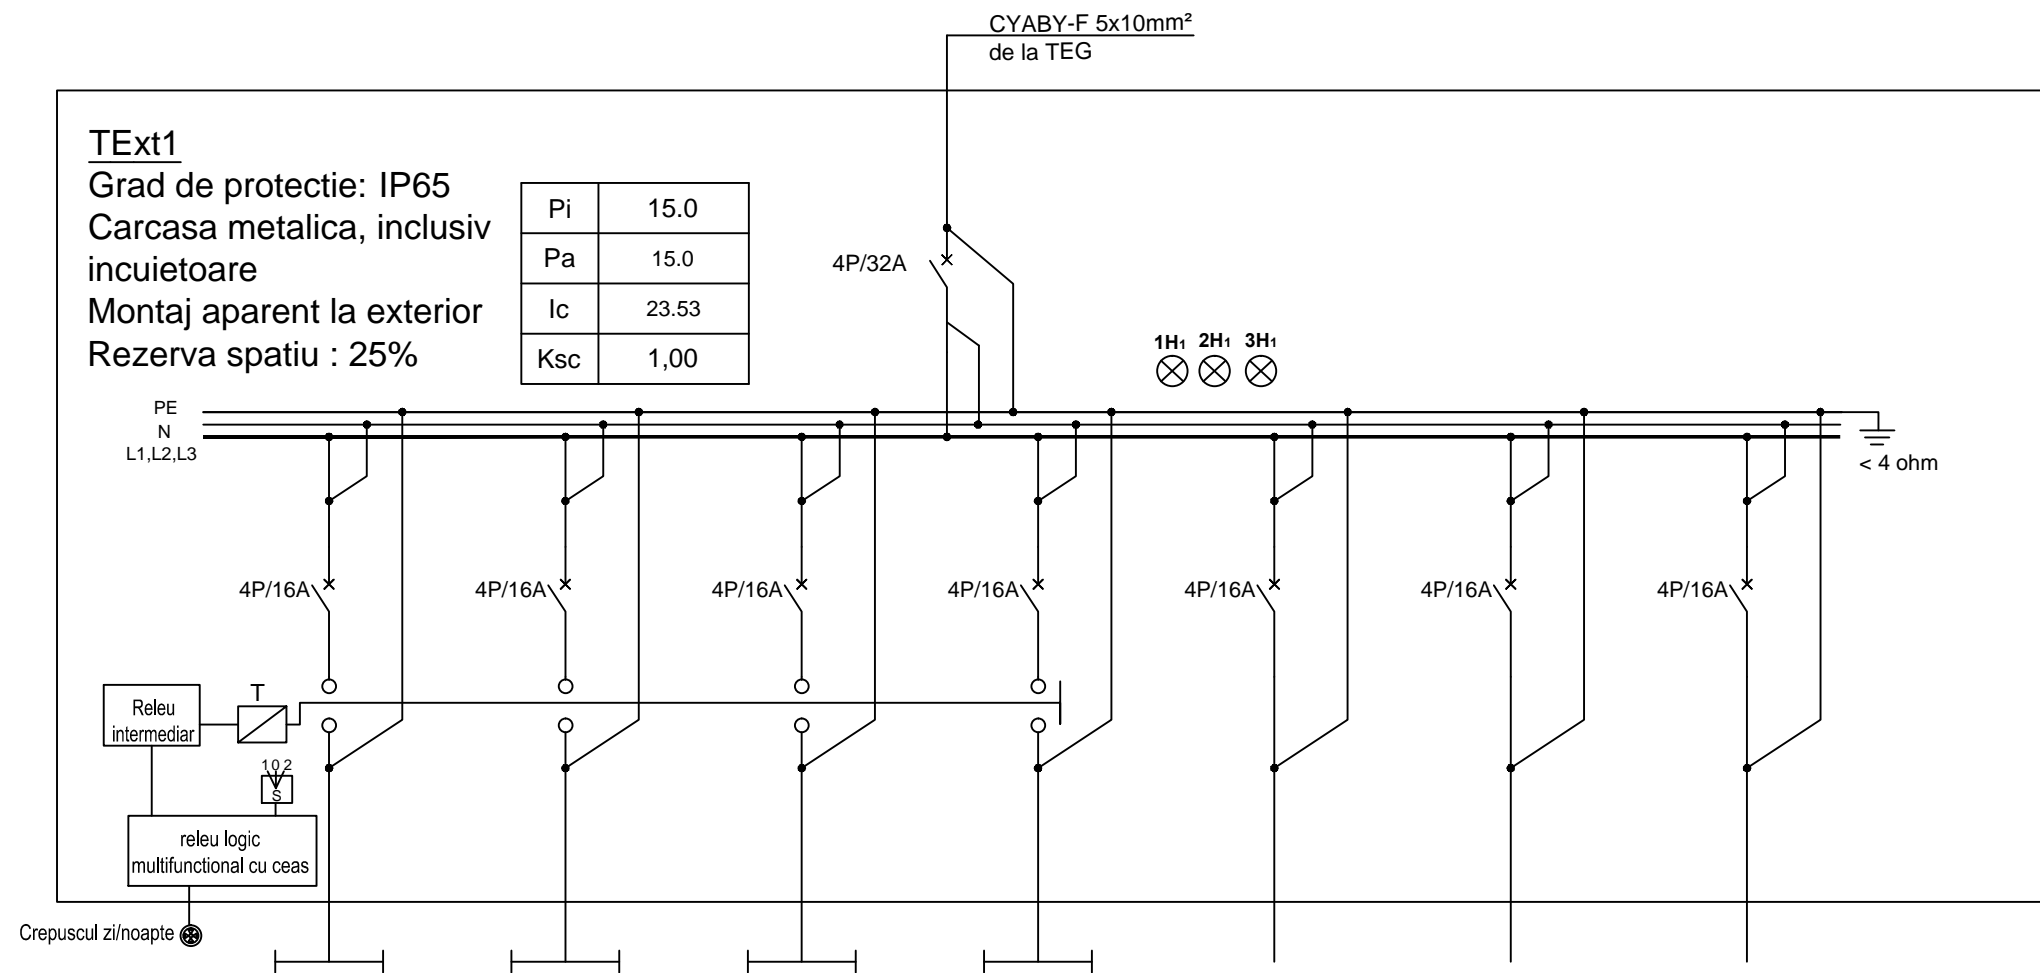 CYABY-F 5x10mm²
de la TEG
TExt1
Grad de protectie: IP65
Carcasa metalica, inclusiv
incuietoare
Montaj aparent la exterior
Rezerva spatiu : 25%
Pi 15.0
Pa 15.0
Ic 23.53
Ksc 1,00
4P/32A
1H1 2H1 3H1
PE
N
L1,L2,L3
< 4 ohm
4P/16A 4P/16A 4P/16A 4P/16A 4P/16A 4P/16A 4P/16A
T
Releu
intermediar
1 0 2
S
releu logic
multifunctional cu ceas
Crepuscul zi/noapte